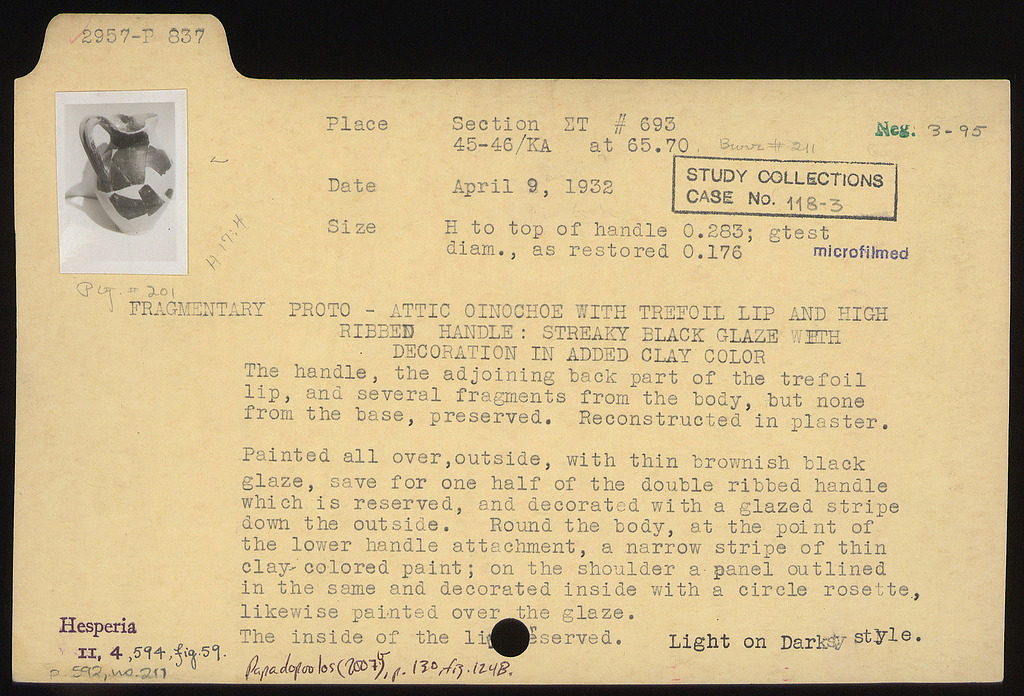 2957-P 837
Place Section ΣT # 693
45-46/KA at 65.70. Burr # 211
Neg. 3-95
Date April 9, 1932
STUDY COLLECTIONS
CASE No. 118-3
Size H to top of handle 0.283; gtest
diam., as restored 0.176
microfilmed
H 17:4
# 201
FRAGMENTARY PROTO - ATTIC OINOCHOE WITH TREFOIL LIP AND HIGH
RIBBED HANDLE: STREAKY BLACK GLAZE WITH
DECORATION IN ADDED CLAY COLOR
The handle, the adjoining back part of the trefoil
lip, and several fragments from the body, but none
from the base, preserved. Reconstructed in plaster.
Painted all over, outside, with thin brownish black
glaze, save for one half of the double ribbed handle
which is reserved, and decorated with a glazed stripe
down the outside. Round the body, at the point of
the lower handle attachment, a narrow stripe of thin
clay-colored paint; on the shoulder a panel outlined
in the same and decorated inside with a circle rosette,
likewise painted over the glaze.
The inside of the li eserved. Light on Dark style.
Hesperia
II, 4, 594, fig. 59.
p. 592, no. 211
Papadopoulos (2007), p. 130, fig. 124B.